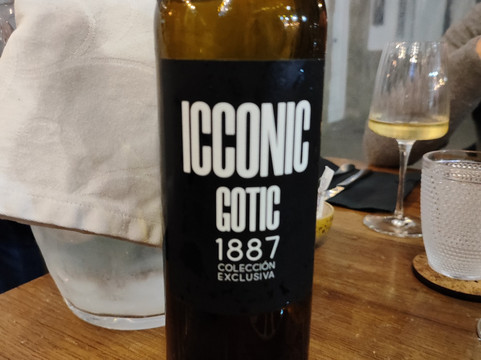 ICCONIC
GOTIC
1887
COLECCIÓN
EXCLUSIVA